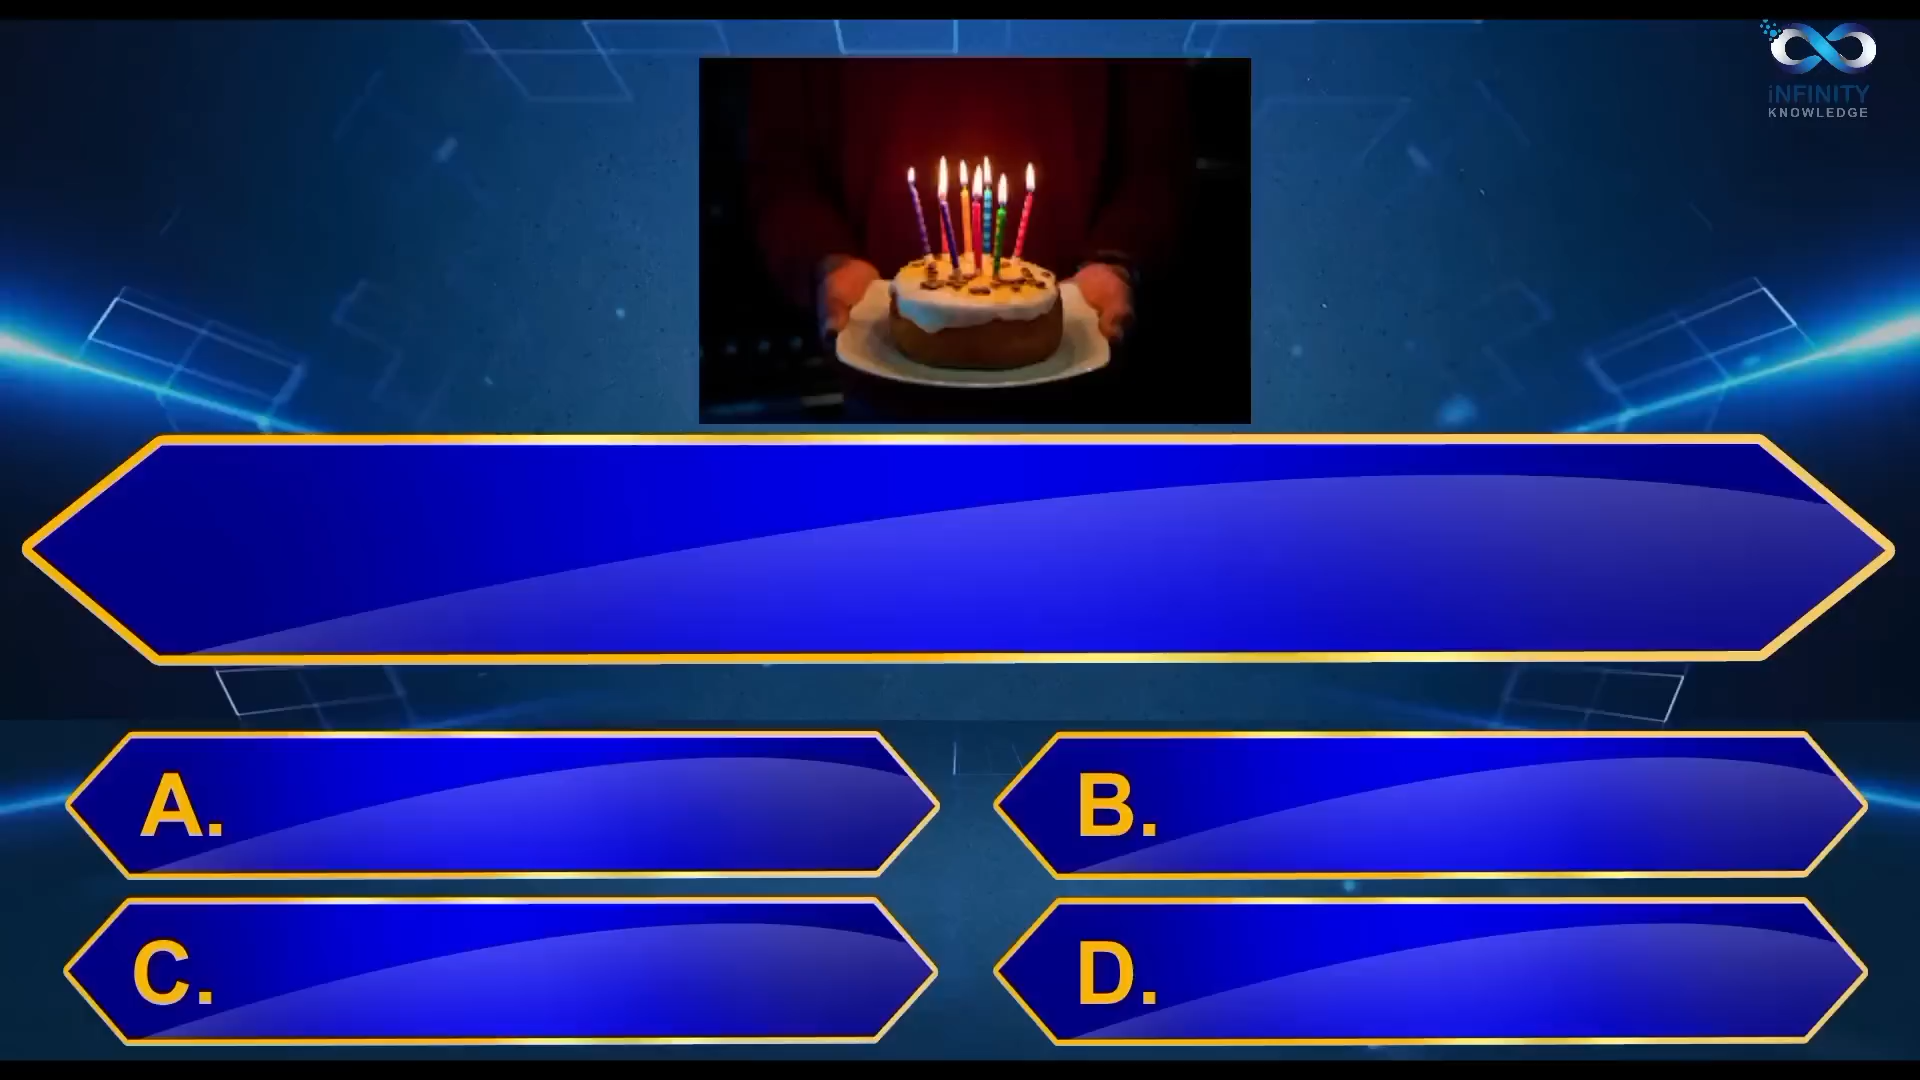 iNFINITY
KNOWLEDGE
A.
B.
C.
D.